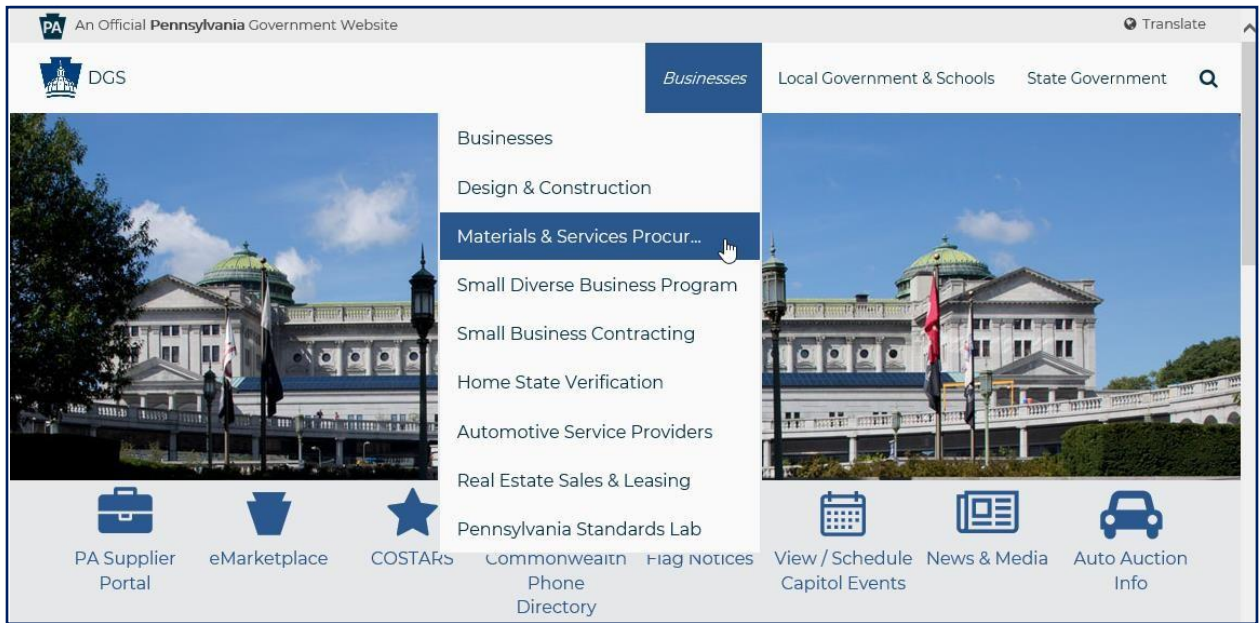 PA An Official Pennsylvania Government Website
Translate
DGS
Businesses
Local Government & Schools
State Government
Businesses
Design & Construction
Materials & Services Procur...
Small Diverse Business Program
Small Business Contracting
Home State Verification
Automotive Service Providers
Real Estate Sales & Leasing
Pennsylvania Standards Lab
PA Supplier
Portal
eMarketplace
COSTARS
Commonwealth
Phone
Directory
Flag Notices
View / Schedule
Capitol Events
News & Media
Auto Auction
Info